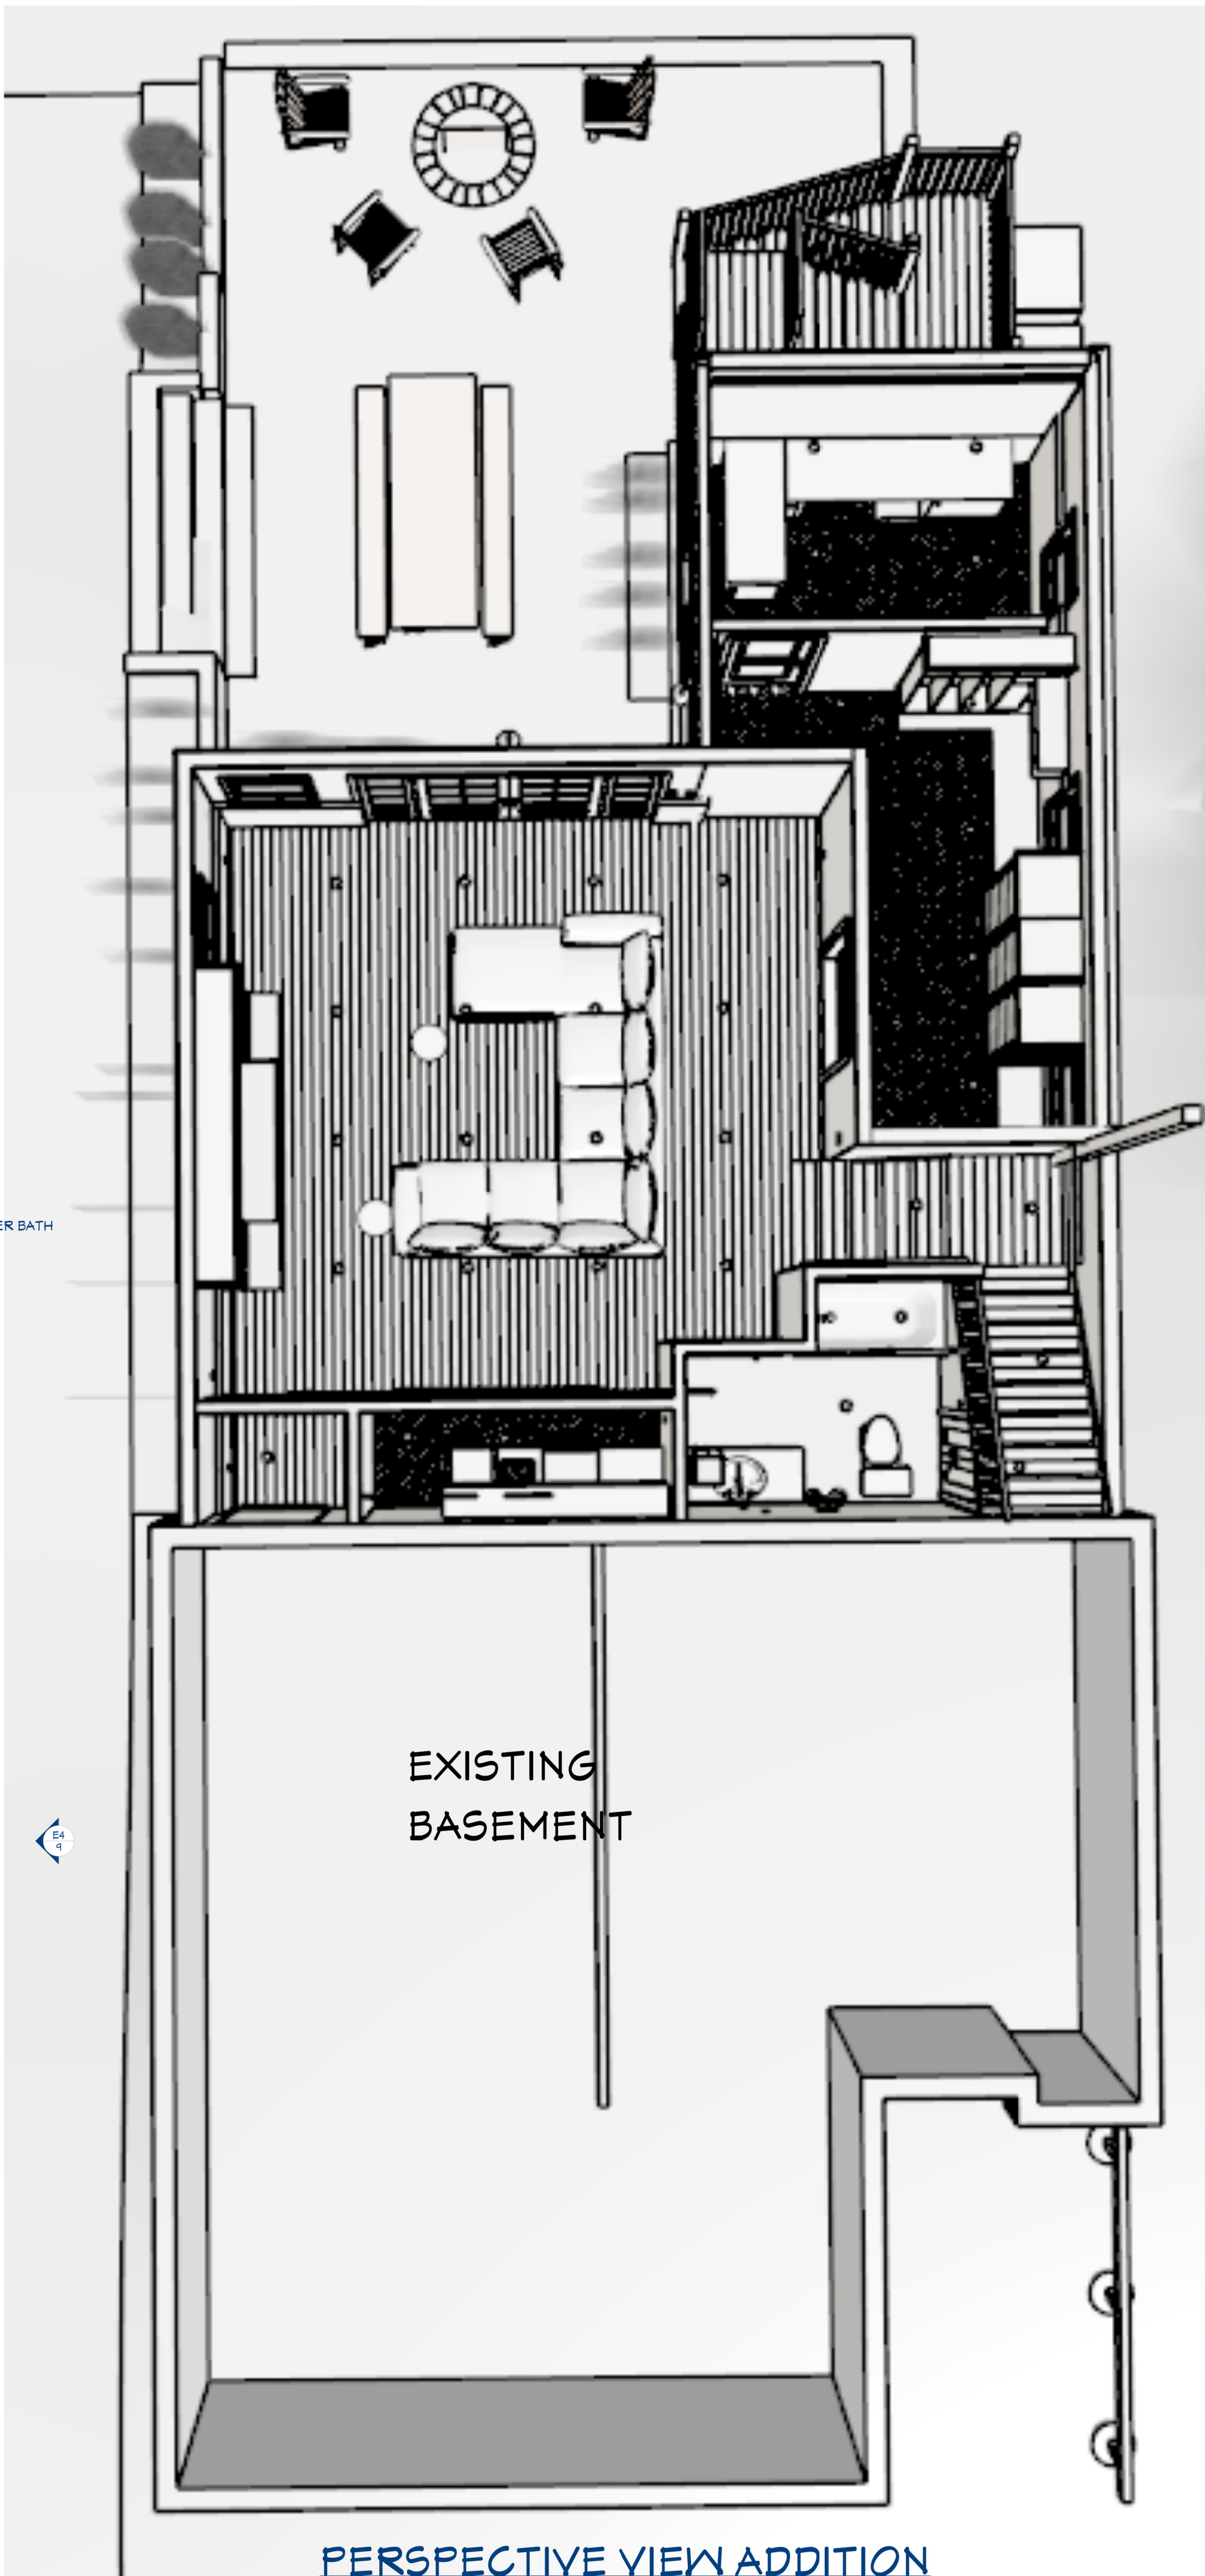 ER BATH
E4
9
EXISTING
BASEMENT
PERSPECTIVE VIEW ADDITION